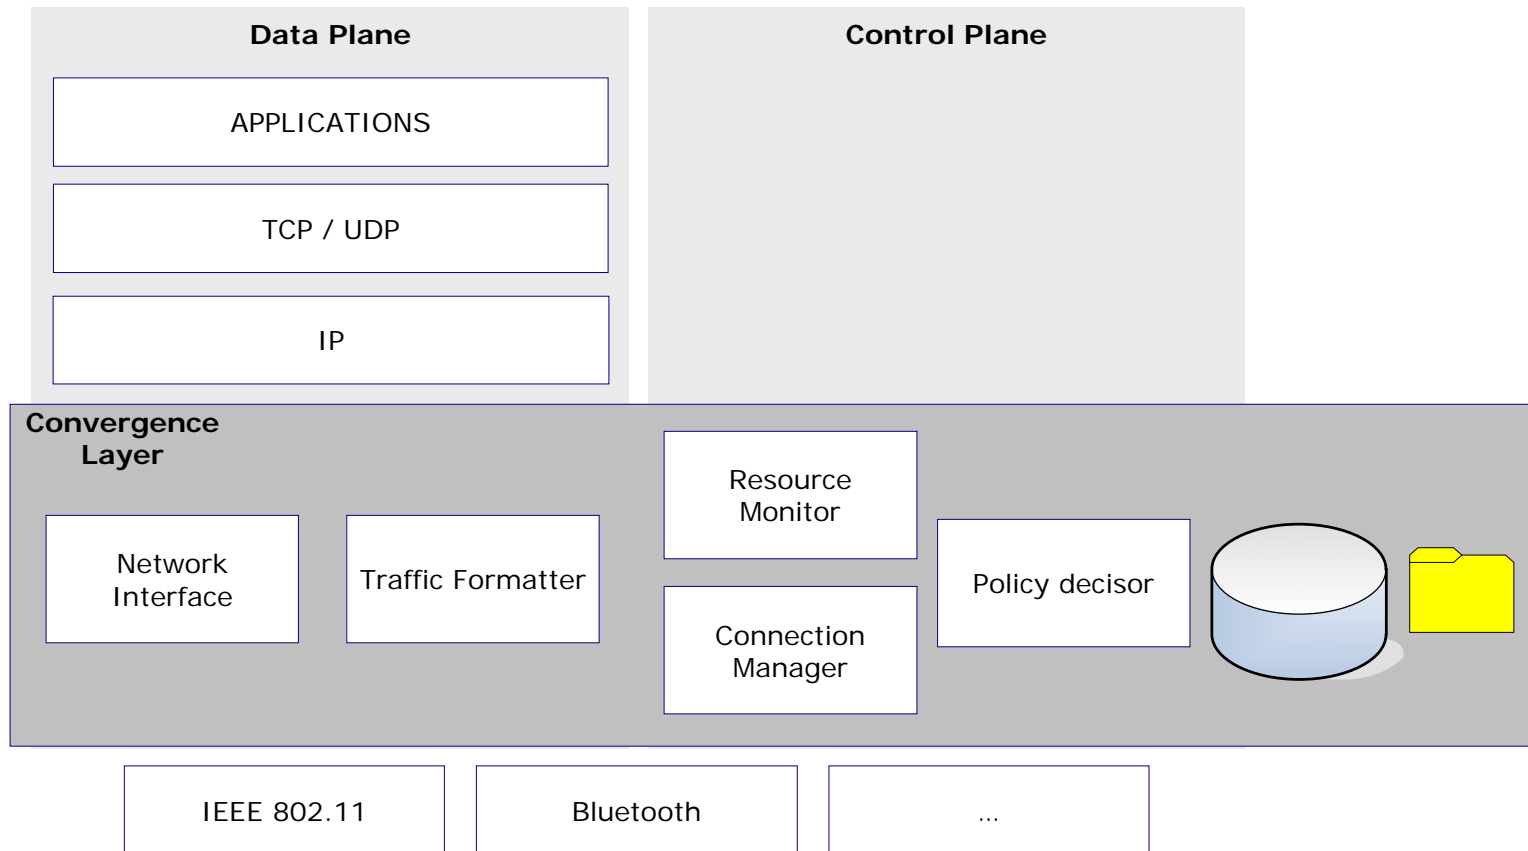 Data Plane
Control Plane
APPLICATIONS
TCP / UDP
IP
Convergence
Layer
Network
Interface
Traffic Formatter
Resource
Monitor
Connection
Manager
Policy decisor
IEEE 802.11
Bluetooth
...